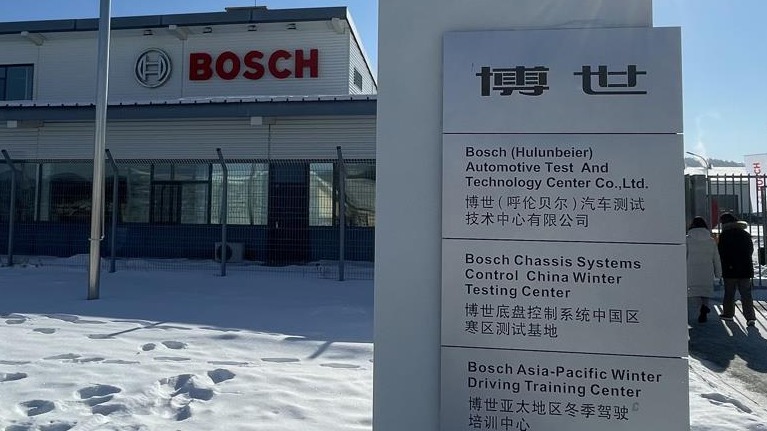 BOSCH
博世
Bosch (Hulunbeier)
Automotive Test And
Technology Center Co.,Ltd.
博世(呼伦贝尔)汽车测试
技术中心有限公司
Bosch Chassis Systems
Control China Winter
Testing Center
博世底盘控制系统中国区
寒区测试基地
Bosch Asia-Pacific Winter
Driving Training Center
博世亚太地区冬季驾驶
培训中心